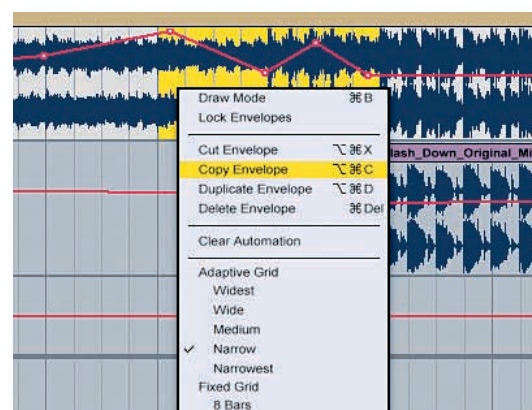 Draw Mode ⌘B
Lock Envelopes
Cut Envelope ⌥⌘X
Copy Envelope ⌥⌘C
lash_Down_Original_Mi
Duplicate Envelope ⌥⌘D
Delete Envelope ⌘Del
Clear Automation
Adaptive Grid
Widest
Wide
Medium
✓ Narrow
Narrowest
Fixed Grid
8 Bars